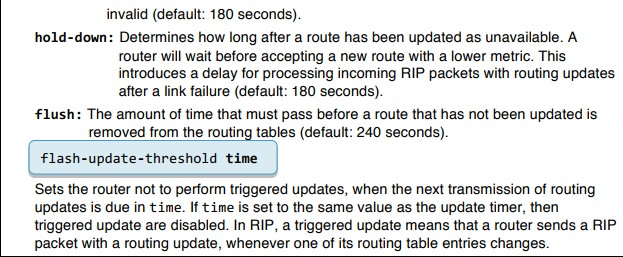 invalid (default: 180 seconds).
hold-down: Determines how long after a route has been updated as unavailable. A
router will wait before accepting a new route with a lower metric. This
introduces a delay for processing incoming RIP packets with routing updates
after a link failure (default: 180 seconds).
flush: The amount of time that must pass before a route that has not been updated is
removed from the routing tables (default: 240 seconds).
flash-update-threshold time
Sets the router not to perform triggered updates, when the next transmission of routing
updates is due in time. If time is set to the same value as the update timer, then
triggered update are disabled. In RIP, a triggered update means that a router sends a RIP
packet with a routing update, whenever one of its routing table entries changes.